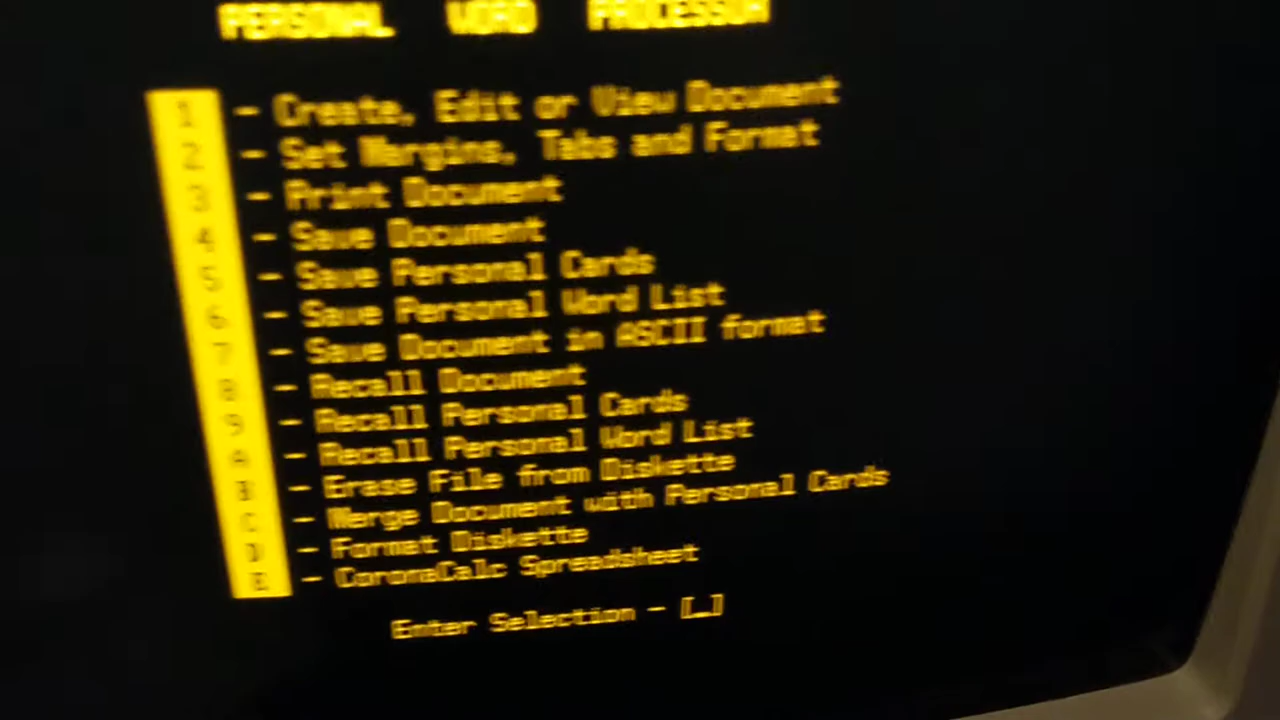 PERSONAL WORD PROCESSOR
1 - Create, Edit or View Document
2 - Set Margins, Tabs and Format
3 - Print Document
4 - Save Document
5 - Save Personal Cards
6 - Save Personal Word List
7 - Save Document in ASCII format
8 - Recall Document
9 - Recall Personal Cards
A - Recall Personal Word List
B - Erase File from Diskette
C - Merge Document with Personal Cards
D - Format Diskette
E - CoronaCalc Spreadsheet
Enter Selection - [_]